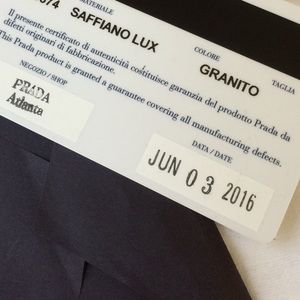 MATERIALE COLORE TAGLIA
SAFFIANO LUX GRANITO
Il presente certificato di autenticità costituisce garanzia del prodotto Prada da
difetti originari di fabbricazione.
This Prada product is granted a guarantee covering all manufacturing defects.
NEGOZIO / SHOP DATA / DATE
PRADA
Atlanta
JUN 03 2016